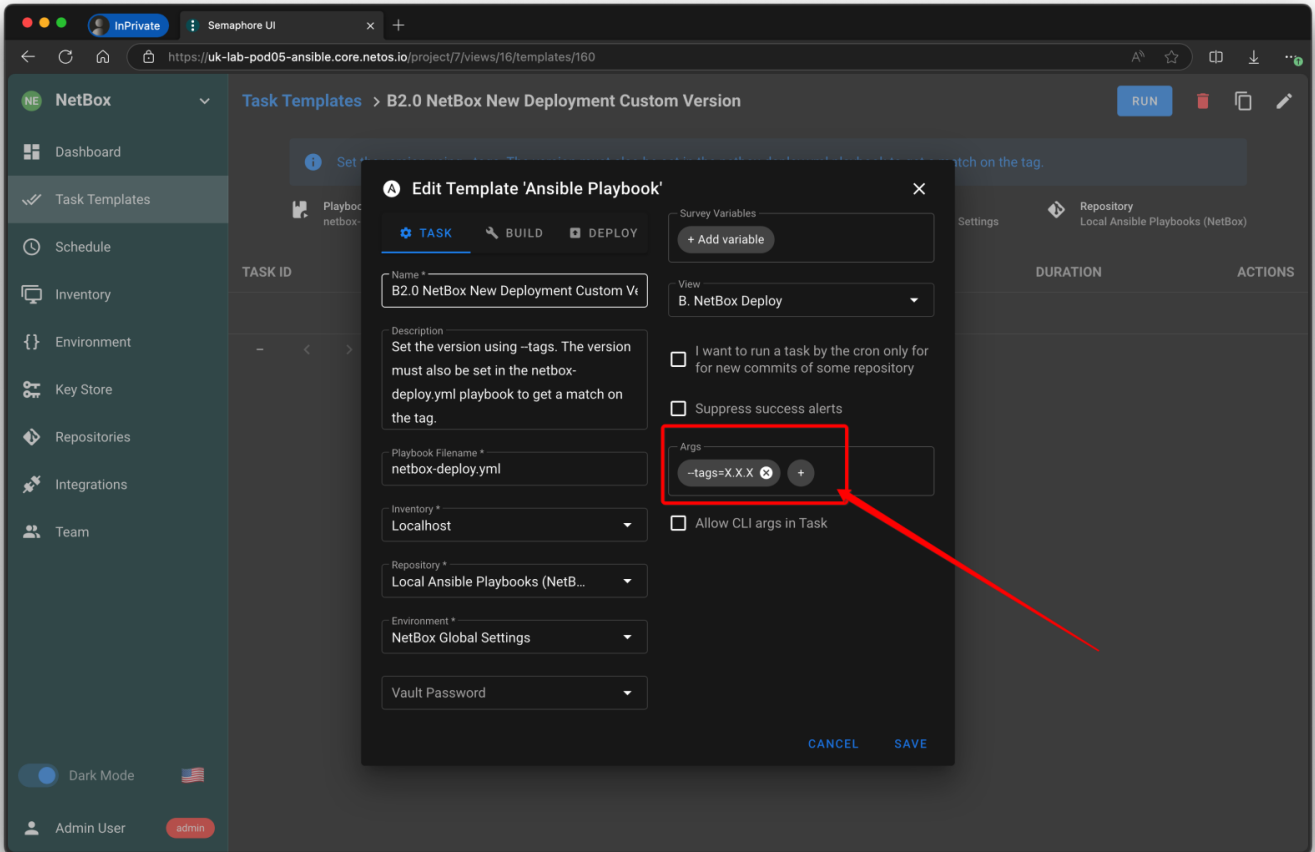 InPrivate
Semaphore UI
https://uk-lab-pod05-ansible.core.netos.io/project/7/views/16/templates/160
NE
NetBox
Task Templates > B2.0 NetBox New Deployment Custom Version
RUN
Dashboard
Task Templates
Schedule
Inventory
Environment
Key Store
Repositories
Integrations
Team
Dark Mode
Admin User
admin
Set
tch on the tag.
Playboo
netbox-
Settings
Repository
Local Ansible Playbooks (NetBox)
TASK ID
DURATION
ACTIONS
Edit Template 'Ansible Playbook'
TASK
BUILD
DEPLOY
Name *
B2.0 NetBox New Deployment Custom Ve
Description
Set the version using --tags. The version
must also be set in the netbox-
deploy.yml playbook to get a match on
the tag.
Playbook Filename *
netbox-deploy.yml
Inventory *
Localhost
Repository *
Local Ansible Playbooks (NetB...
Environment *
NetBox Global Settings
Vault Password
Survey Variables
+ Add variable
View
B. NetBox Deploy
I want to run a task by the cron only for
for new commits of some repository
Suppress success alerts
Args
--tags=X.X.X
+
Allow CLI args in Task
CANCEL
SAVE